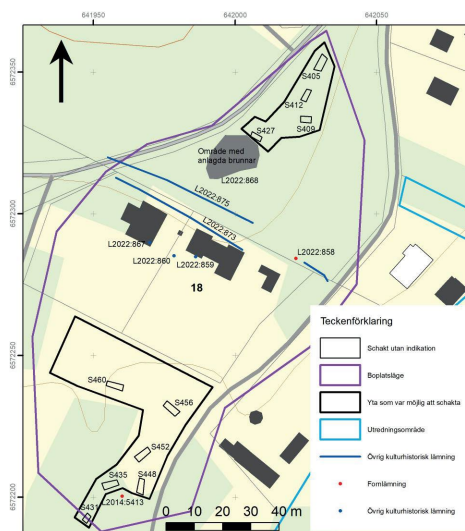 641950
642000
642050
6572350
S405
S412
S409
S427
Område med
anlagda brunnar
L2022:868
L2022:875
6572300
L2022:873
L2022:867
L2022:860
L2022:859
L2022:858
18
6572250
S460
S456
S452
S448
S435
L2014:5413
S431
6572200
0 10 20 30 40 m
Teckenförklaring
Schakt utan indikation
Boplatsläge
Yta som var möjlig att schakta
Utredningsområde
Övrig kulturhistorisk lämning
Fornlämning
Övrig kulturhistorisk lämning